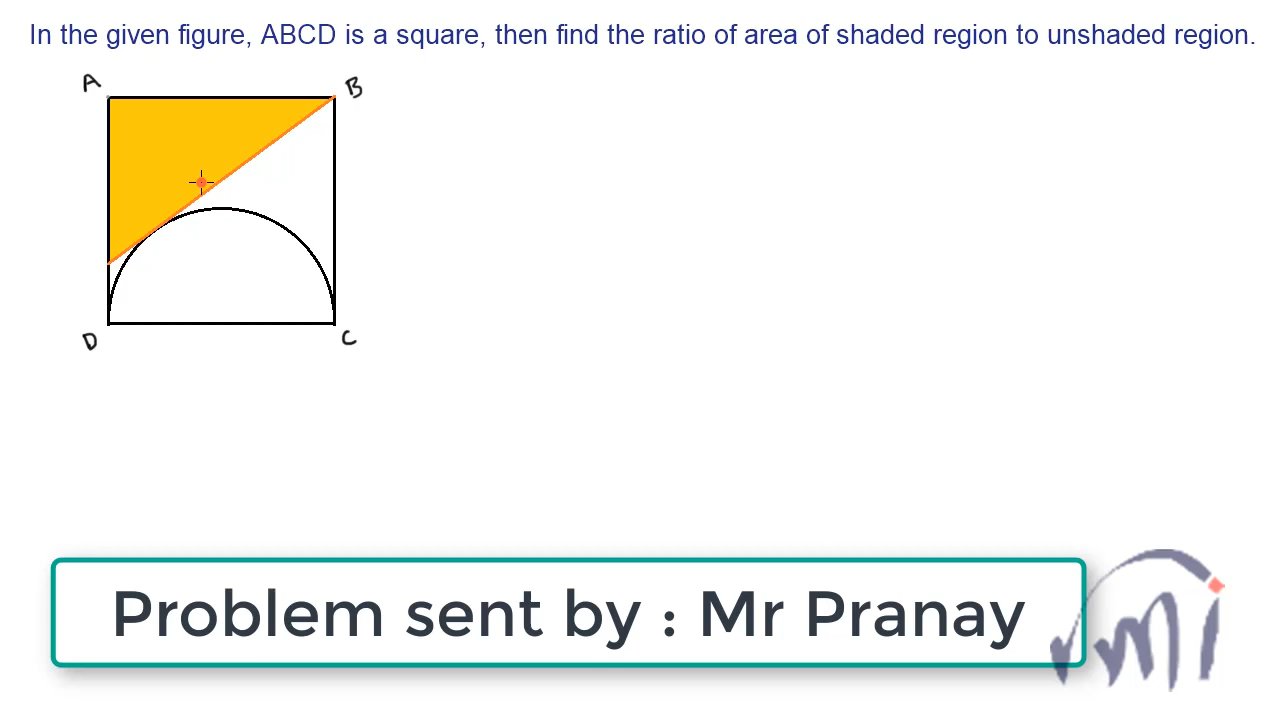 In the given figure, ABCD is a square, then find the ratio of area of shaded region to unshaded region.
A
B
D
C
Problem sent by : Mr Pranay
rmi